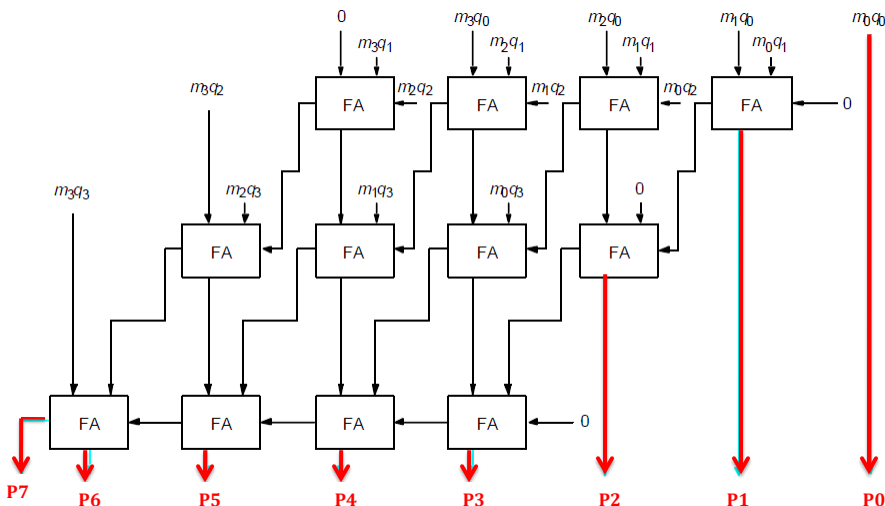 0 m₃q₀ m₂q₀ m₁q₀ m₀q₀
m₃q₁ m₂q₁ m₁q₁ m₀q₁
m₃q₂ FA m₂q₂ FA m₁q₂ FA m₀q₂ FA 0
m₃q₃ m₂q₃ m₁q₃ m₀q₃ 0
FA FA FA FA
FA FA FA FA 0
P7 P6 P5 P4 P3 P2 P1 P0